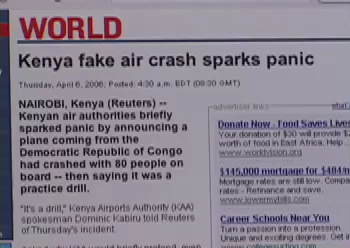 WORLD
Kenya fake air crash sparks panic
Thursday, April 6, 2006; Posted: 4:30 a.m. EDT (08:30 GMT)
NAIROBI, Kenya (Reuters) --
Kenyan air authorities briefly
sparked panic by announcing a
plane coming from the
Democratic Republic of Congo
had crashed with 80 people on
board -- then saying it was a
practice drill.
"It's a drill," Kenya Airports Authority (KAA)
spokesman Dominic Kabiru told Reuters
of Thursday's incident.
advertiser links
what's
Donate Now - Food Saves Lives
Your donation of $30 will provide $
worth of food in East Africa. Help...
www.worldvision.org
$145,000 mortgage for $484/m
Mortgage rates are still low. Compa
rates - Refinance and save.
www.lowermybills.com
Career Schools Near You
Turn a passion into a profession.
Unique and exciting degrees. Get in